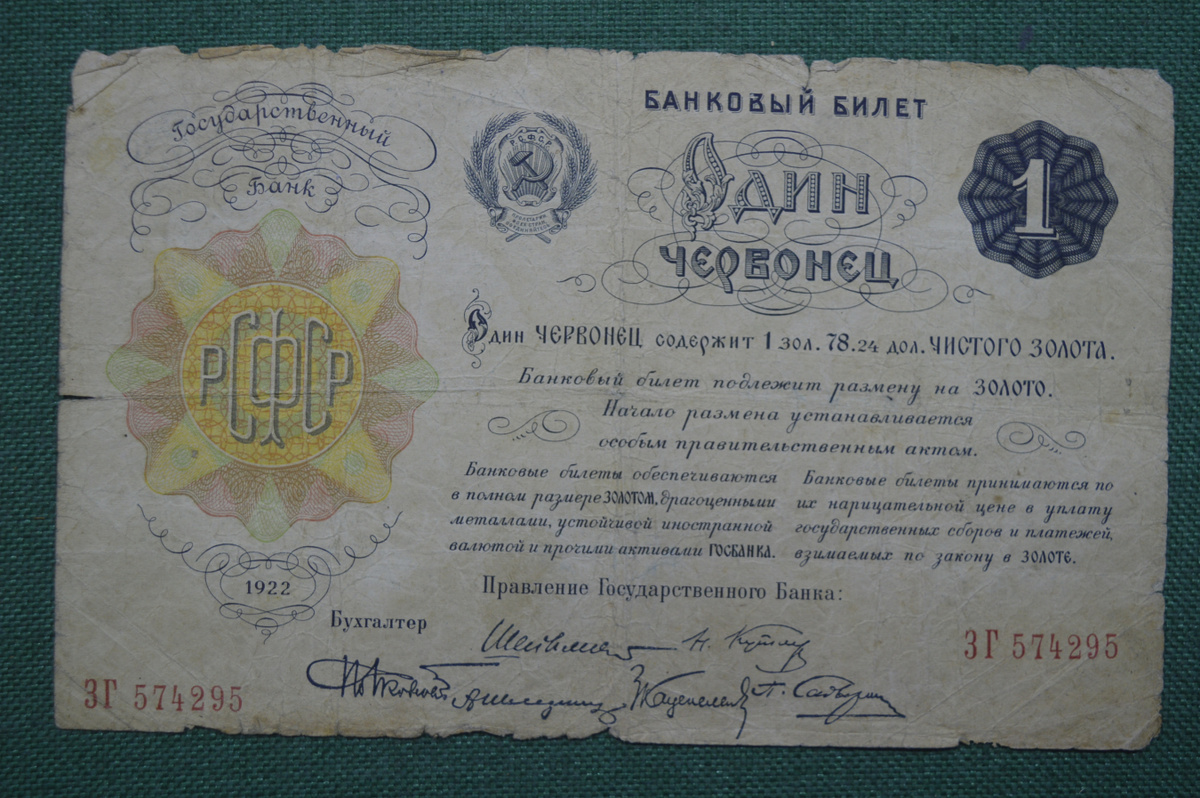 Государственный
Банк
РСФСР
1922
РСФСР
БАНКОВЫЙ БИЛЕТ
ОДИН
ЧЕРВОНЕЦ
1
Один ЧЕРВОНЕЦ содержит 1 зол. 78.24 дол. ЧИСТОГО ЗОЛОТА.
Банковый билет подлежит размену на ЗОЛОТО.
Начало размена устанавливается
особым правительственным актом.
Банковые билеты обеспечиваются
в полном размере ЗОЛОТОМ, драгоценными
металлами, устойчивой иностранной
валютой и прочими активами ГОСБАНКА.
Банковые билеты принимаются по
их нарицательной цене в уплату
государственных сборов и платежей,
взимаемых по закону в ЗОЛОТЕ.
Правление Государственного Банка:
Бухгалтер
ЗГ 574295
ЗГ 574295